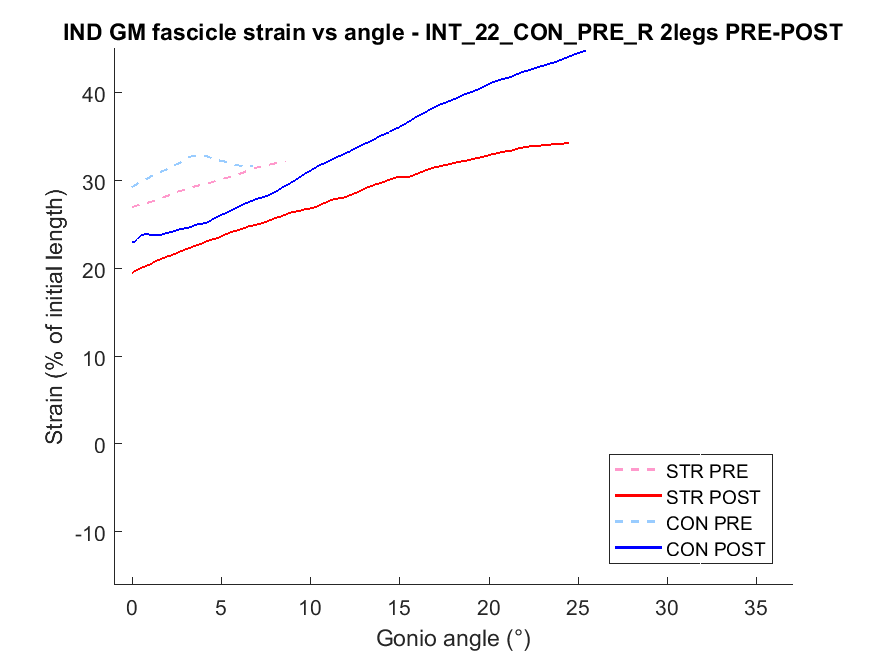 IND GM fascicle strain vs angle - INT_22_CON_PRE_R 2legs PRE-POST
Strain (% of initial length)
40
30
20
10
0
-10
STR PRE
STR POST
CON PRE
CON POST
0 5 10 15 20 25 30 35
Gonio angle (°)